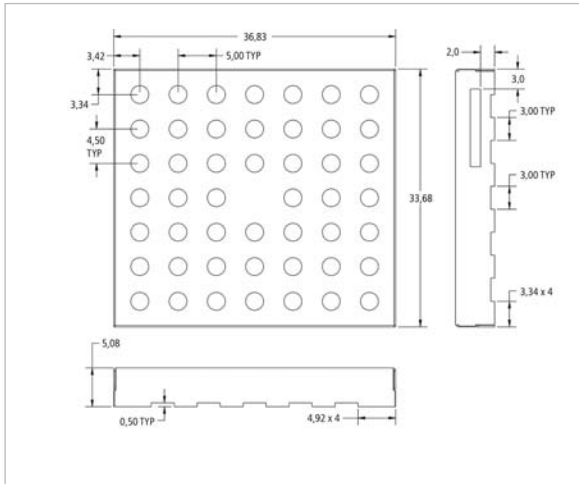 36,83
3,42
5,00 TYP
3,34
4,50
TYP
33,68
2,0
3,0
3,00 TYP
3,00 TYP
3,34 x 4
5,08
0,50 TYP
4,92 x 4